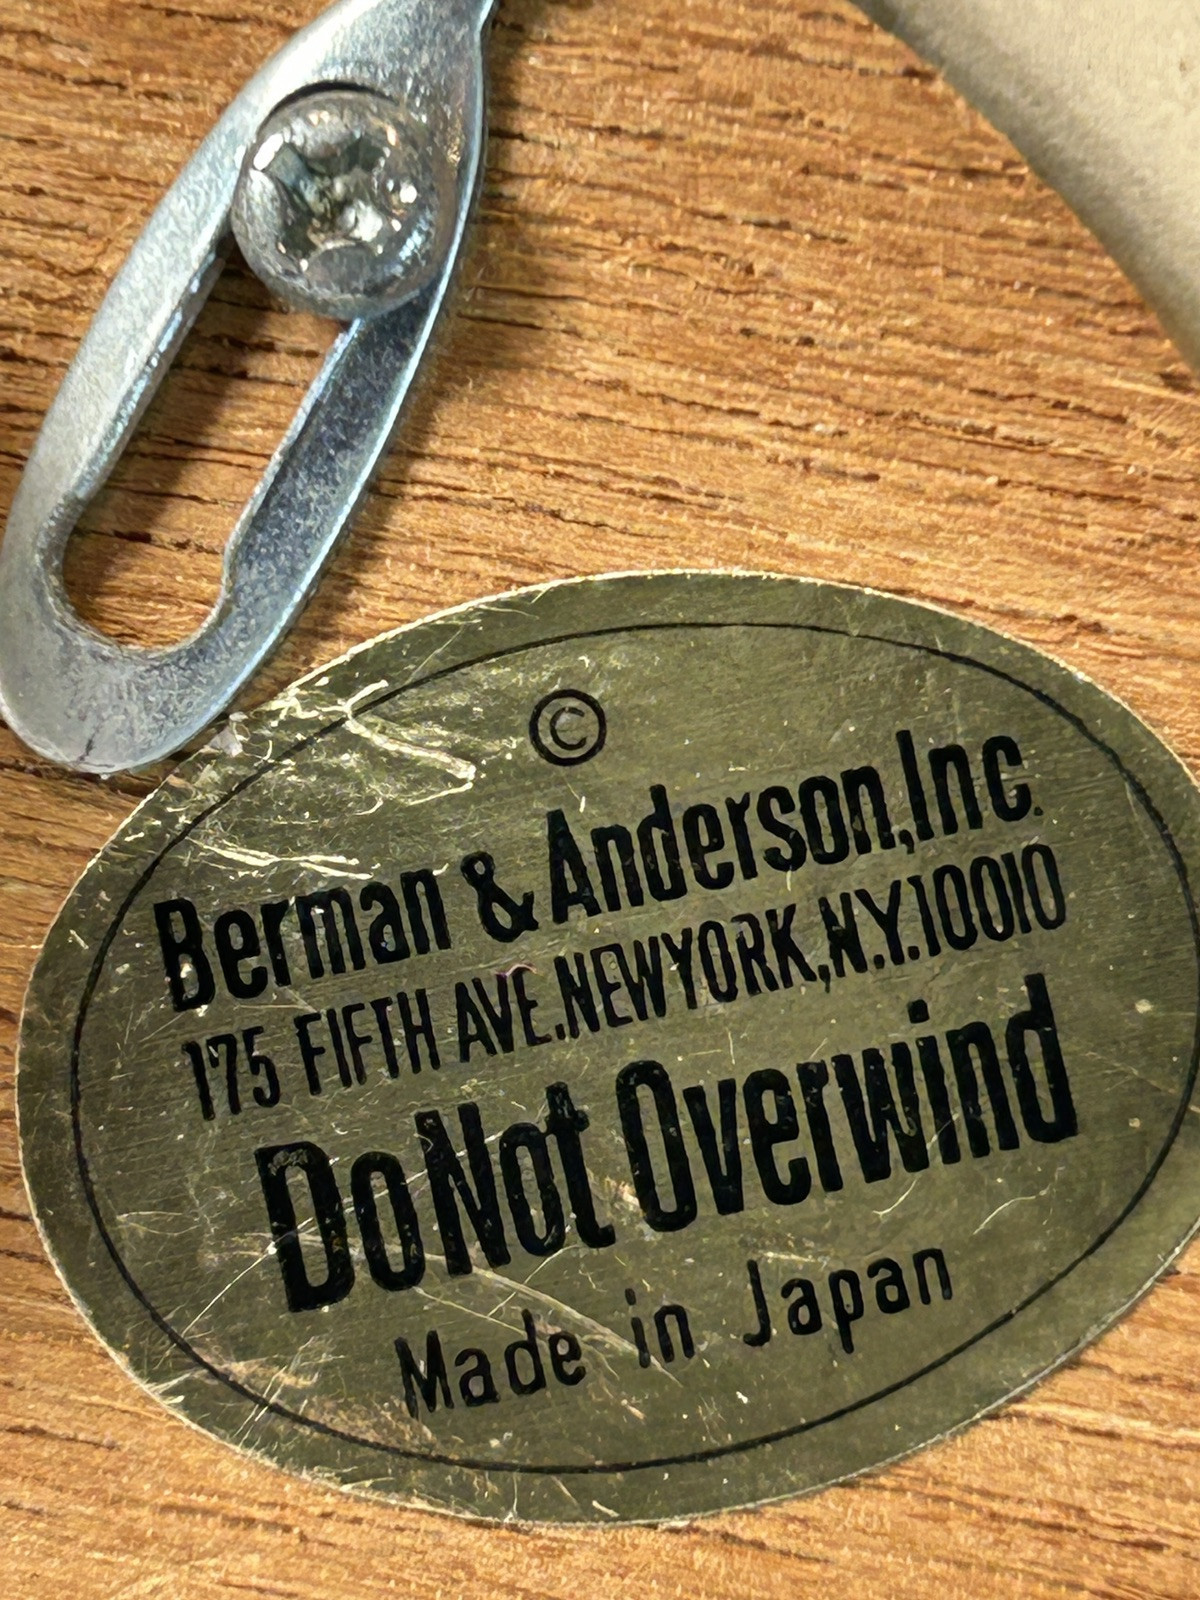 ©
Berman & Anderson,Inc.
175 FIFTH AVE.NEWYORK,N.Y.10010
Do Not Overwind
Made in Japan